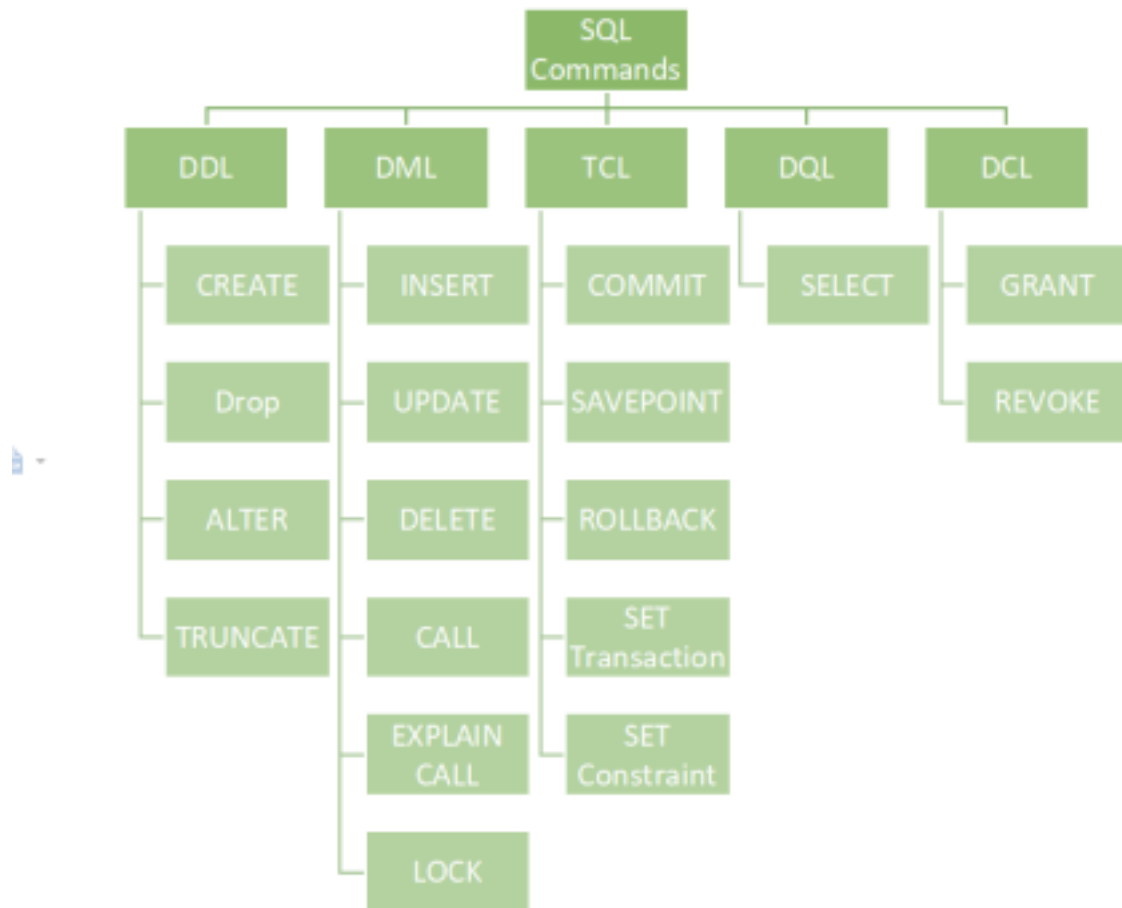 SQL
Commands
DDL
DML
TCL
DQL
DCL
CREATE
INSERT
COMMIT
SELECT
GRANT
Drop
UPDATE
SAVEPOINT
REVOKE
ALTER
DELETE
ROLLBACK
TRUNCATE
CALL
SET
Transaction
EXPLAIN
CALL
SET
Constraint
LOCK